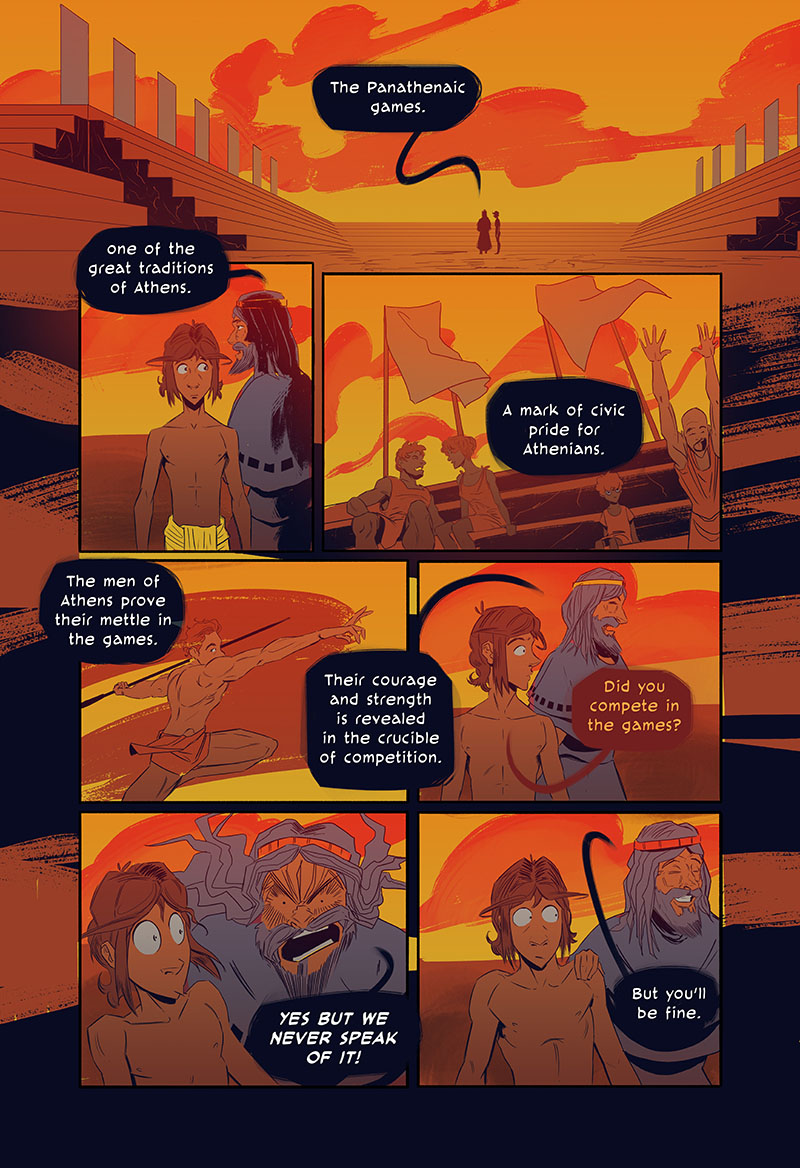 The Panathenaic
games.
one of the
great traditions
of Athens.
A mark of civic
pride for
Athenians.
The men of
Athens prove
their mettle in
the games.
Their courage
and strength
is revealed
in the crucible
of competition.
Did you
compete in
the games?
YES BUT WE
NEVER SPEAK
OF IT!
But you'll
be fine.